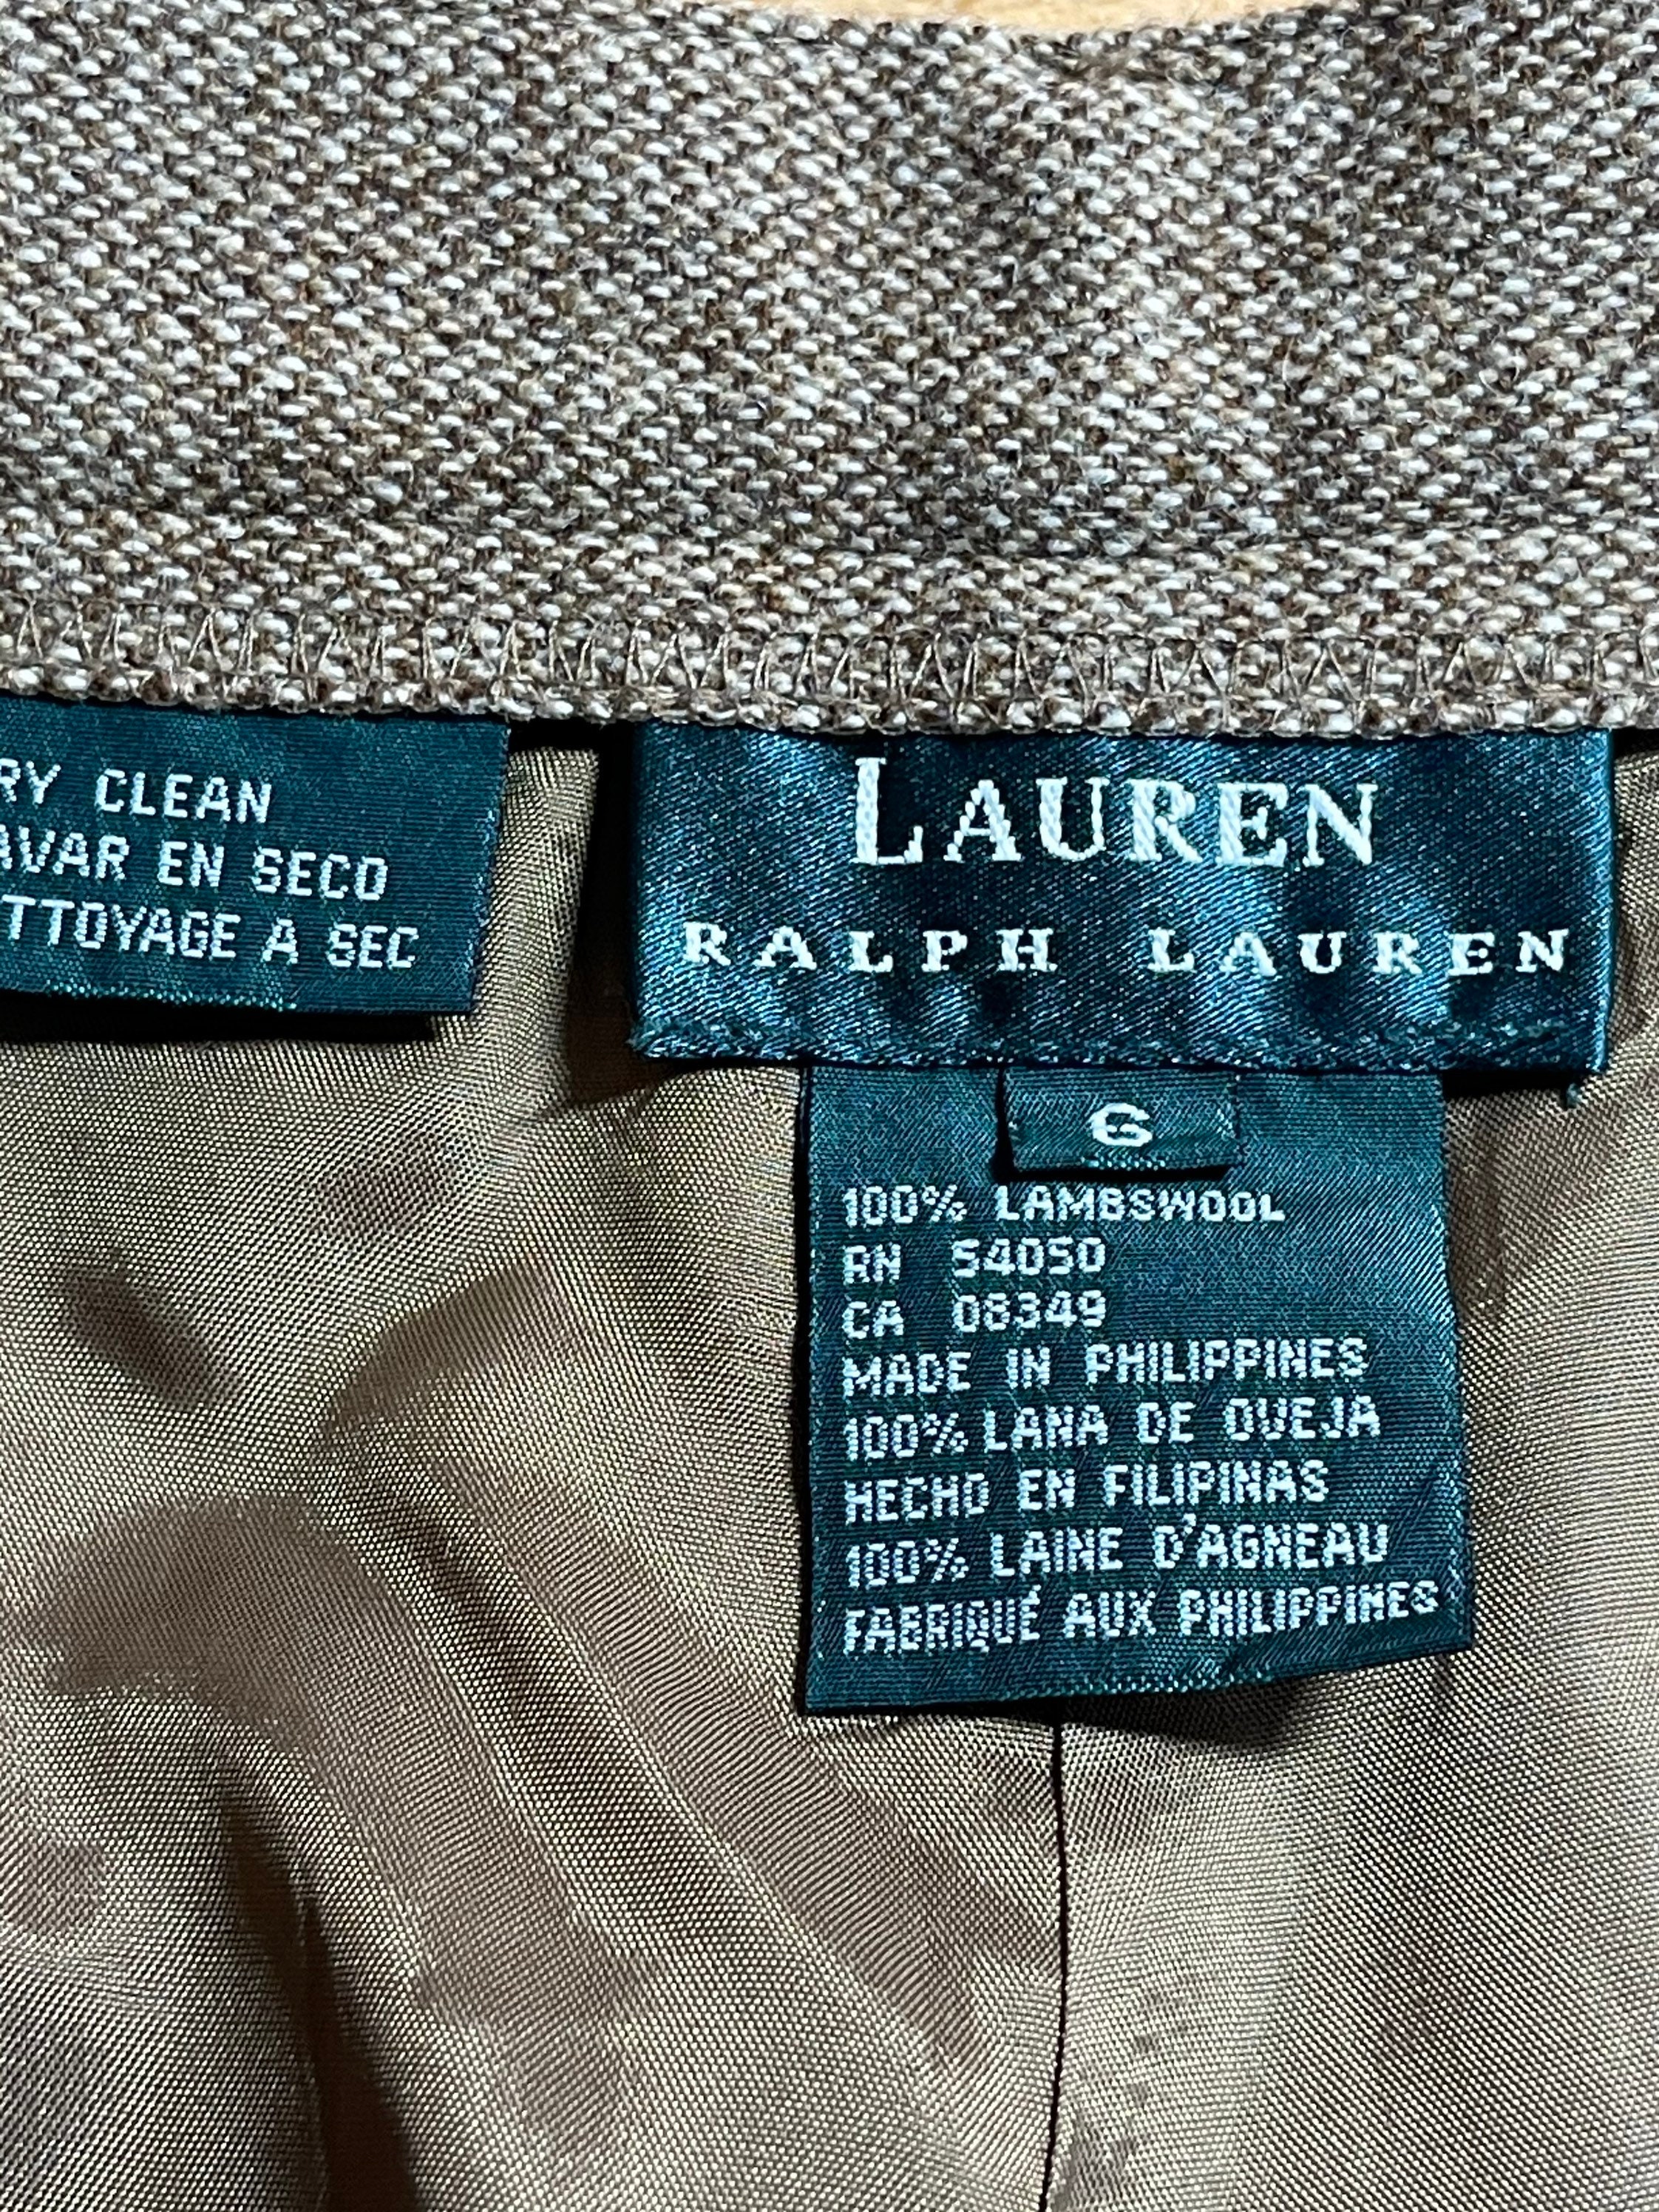 RY CLEAN
AVAR EN SECO
TTOYAGE A SEC
LAUREN
RALPH LAUREN
6
100% LAMBSWOOL
RN 54050
CA 08349
MADE IN PHILIPPINES
100% LANA DE OVEJA
HECHO EN FILIPINAS
100% LAINE D'AGNEAU
FABRIQUÉ AUX PHILIPPINES